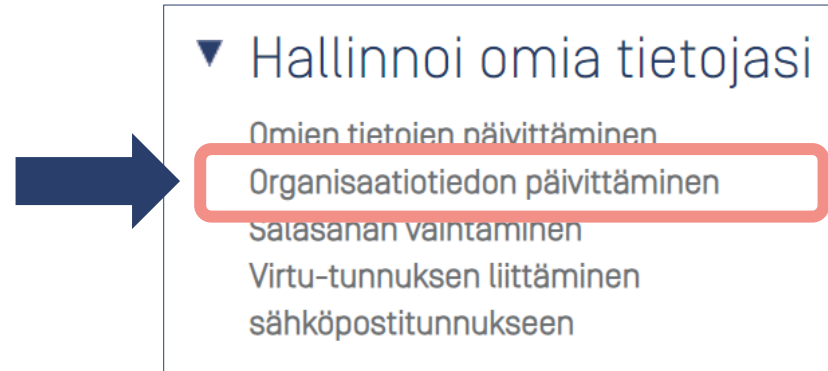 Hallinnoi omia tietojasi
Omien tietojen päivittäminen
Organisaatiotiedon päivittäminen
Salasanan vaihtaminen
Virtu-tunnuksen liittäminen
sähköpostitunnukseen